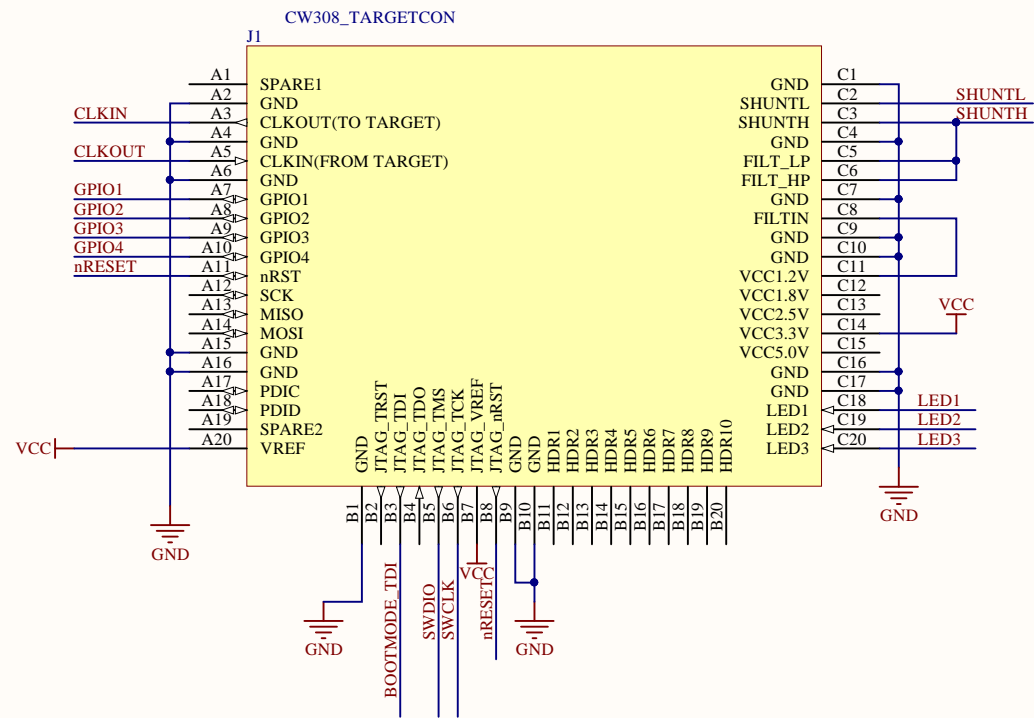 CW308_TARGETCON
J1
A1 SPARE1
A2 GND
CLKIN A3 CLKOUT(TO TARGET)
A4 GND
CLKOUT A5 CLKIN(FROM TARGET)
A6 GND
GPIO1 A7 GPIO1
GPIO2 A8 GPIO2
GPIO3 A9 GPIO3
GPIO4 A10 GPIO4
nRESET A11 nRST
A12 SCK
A13 MISO
A14 MOSI
A15 GND
A16 GND
A17 PDIC
A18 PDID
A19 SPARE2
VCC A20 VREF
GND
GND C1
SHUNTL C2 SHUNTL
SHUNTH C3 SHUNTH
GND C4
FILT_LP C5
FILT_HP C6
GND C7
FILTIN C8
GND C9
GND C10
VCC1.2V C11
VCC1.8V C12
VCC2.5V C13
VCC3.3V C14 VCC
VCC5.0V C15
GND C16
GND C17
LED1 C18 LED1
LED2 C19 LED2
LED3 C20 LED3
GND
GND B1
JTAG_TRST B2
JTAG_TDI B3 BOOTMODE_TDI
JTAG_TDO B4
JTAG_TMS B5 SWDIO
JTAG_TCK B6 SWCLK
JTAG_VREF B7 VCC
JTAG_nRST B8 nRESET
GND B9
GND B10
HDR1 B11
HDR2 B12
HDR3 B13
HDR4 B14
HDR5 B15
HDR6 B16
HDR7 B17
HDR8 B18
HDR9 B19
HDR10 B20
GND
GND